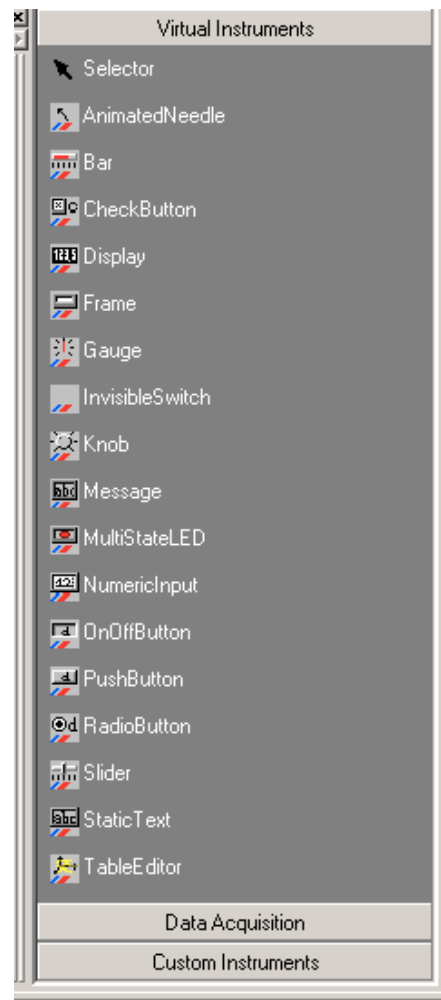 Virtual Instruments
Selector
AnimatedNeedle
Bar
CheckButton
Display
Frame
Gauge
InvisibleSwitch
Knob
Message
MultiStateLED
NumericInput
OnOffButton
PushButton
RadioButton
Slider
StaticText
TableEditor
Data Acquisition
Custom Instruments